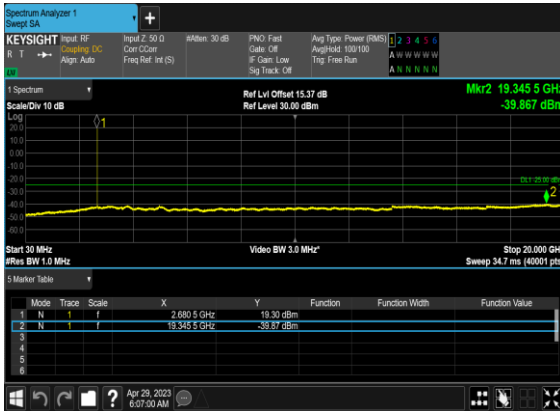 Spectrum Analyzer 1
Swept SA
+
KEYSIGHT Input: RF Input Z: 50 Ω #Atten: 30 dB PNO: Fast Avg Type: Power (RMS) 1 2 3 4 5 6
R T Coupling: DC Corr CCorr Gate: Off Avg|Hold: 100/100 A W W W W W
Align: Auto Freq Ref: Int (S) IF Gain: Low Trig: Free Run
Sig Track: Off A N N N N N
1 Spectrum Ref Lvl Offset 15.37 dB Mkr2 19.345 5 GHz
Scale/Div 10 dB Ref Level 30.00 dBm -39.867 dBm
Log
1
20.0
10.0
0.00
-10.0
-20.0
DL1 -25.00 dBm
-30.0
2
-40.0
-50.0
-60.0
Start 30 MHz Video BW 3.0 MHz* Stop 20.000 GHz
#Res BW 1.0 MHz Sweep 34.7 ms (40001 pts)
5 Marker Table
Mode Trace Scale X Y Function Function Width Function Value
1 N 1 f 2.680 5 GHz 19.30 dBm
2 N 1 f 19.345 5 GHz -39.87 dBm
3
4
5
6
? Apr 29, 2023
6:07:00 AM